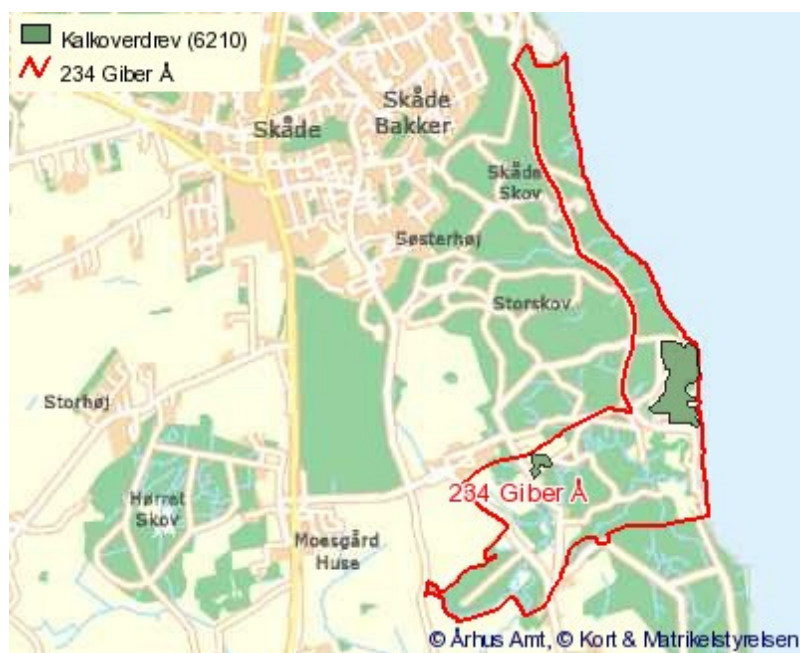 Kalkoverdrev (6210)
234 Giber Å
Skåde
Bakker
Skåde
Skåde
Skov
Søsterhøj
Storskov
Storhøj
Hørret
Skov
234 Giber Å
Moesgård
Huse
© Århus Amt, © Kort & Matrikelstyrelsen